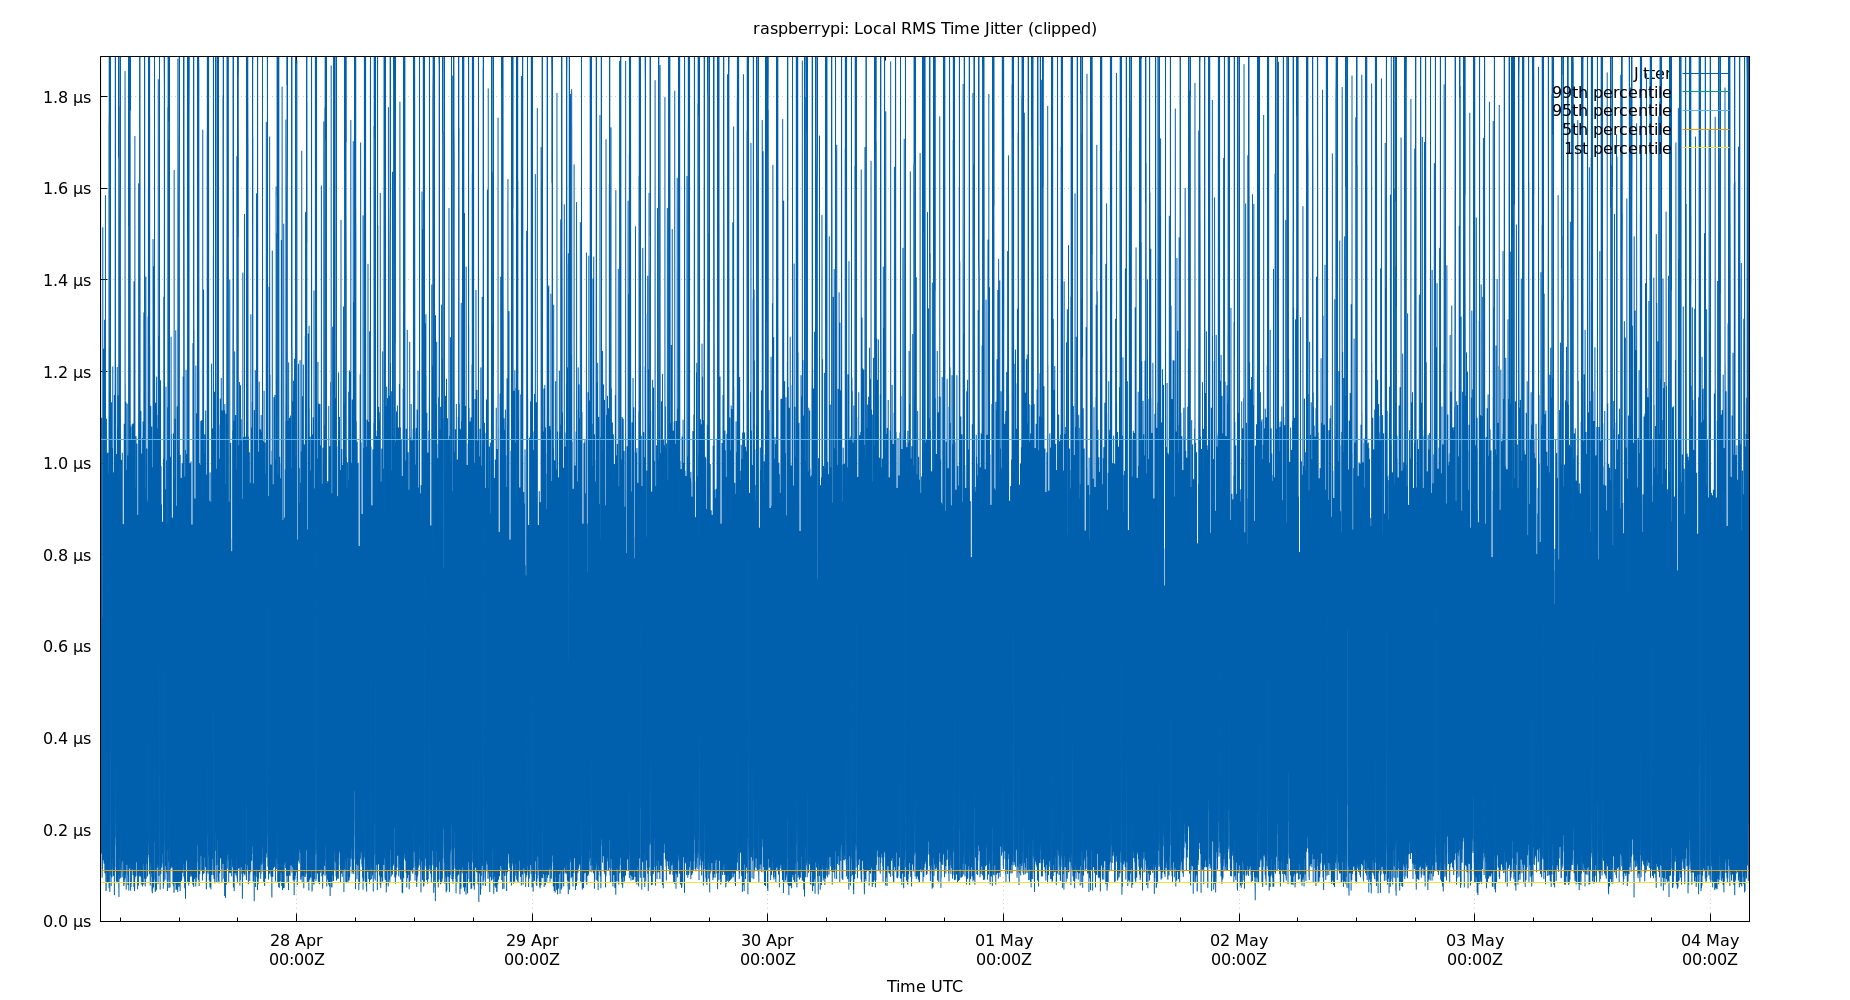 raspberrypi: Local RMS Time Jitter (clipped)
Jitter
99th percentile
95th percentile
5th percentile
1st percentile
1.8 µs
1.6 µs
1.4 µs
1.2 µs
1.0 µs
0.8 µs
0.6 µs
0.4 µs
0.2 µs
0.0 µs
28 Apr 29 Apr 30 Apr 01 May 02 May 03 May 04 May
00:00Z 00:00Z 00:00Z 00:00Z 00:00Z 00:00Z 00:00Z
Time UTC